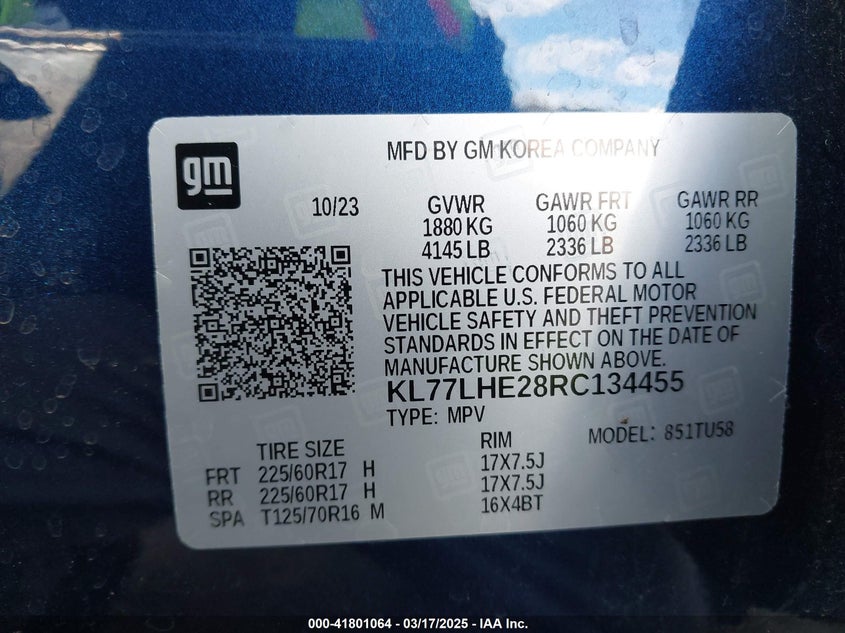 MFD BY GM KOREA COMPANY
gm
10/23
GVWR GAWR FRT GAWR RR
1880 KG 1060 KG 1060 KG
4145 LB 2336 LB 2336 LB
THIS VEHICLE CONFORMS TO ALL
APPLICABLE U.S. FEDERAL MOTOR
VEHICLE SAFETY AND THEFT PREVENTION
STANDARDS IN EFFECT ON THE DATE OF
MANUFACTURE SHOWN ABOVE.
KL77LHE28RC134455
TYPE: MPV MODEL: 851TU58
TIRE SIZE RIM
FRT 225/60R17 H 17X7.5J
RR 225/60R17 H 17X7.5J
SPA T125/70R16 M 16X4BT
000-41801064 - 03/17/2025 - IAA Inc.